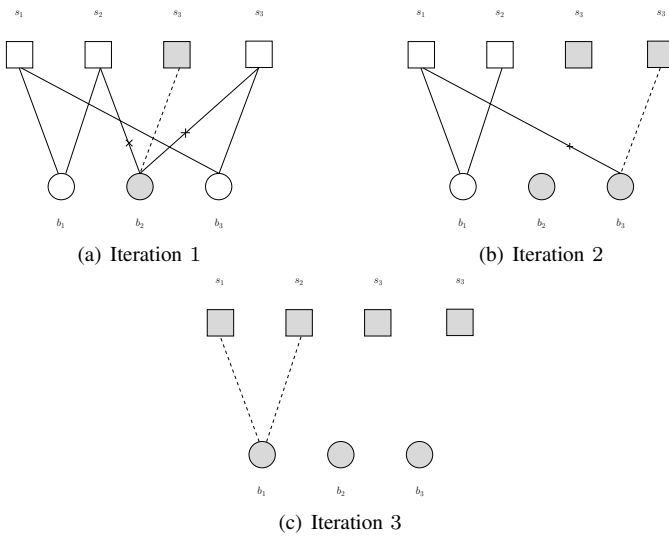 s₁ s₂ s₃ s₃ s₁ s₂ s₃ s₃
b₁ b₂ b₃ b₁ b₂ b₃
(a) Iteration 1 (b) Iteration 2
s₁ s₂ s₃ s₃
b₁ b₂ b₃
(c) Iteration 3